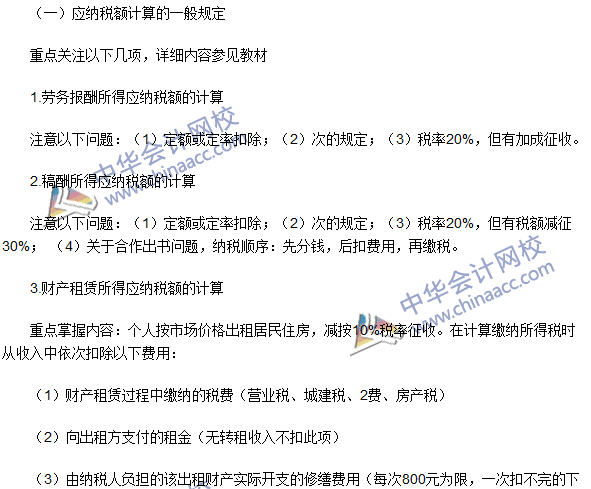 （一）应纳税额计算的一般规定
重点关注以下几项，详细内容参见教材
1.劳务报酬所得应纳税额的计算
注意以下问题：（1）定额或定率扣除；（2）次的规定；（3）税率20%，但有加成征收。
中华会计网校
www.chinaacc.com
2.稿酬所得应纳税额的计算
注意以下问题：（1）定额或定率扣除；（2）次的规定；（3）税率20%，但有税额减征
30%；（4）关于合作出书问题，纳税顺序：先分钱，后扣费用，再缴税。
3.财产租赁所得应纳税额的计算
中华会计网校
www.chinaacc.com
重点掌握内容：个人按市场价格出租居民住房，减按10%税率征收。在计算缴纳所得税时
从收入中依次扣除以下费用：
（1）财产租赁过程中缴纳的税费（营业税、城建税、2费、房产税）
（2）向出租方支付的租金（无转租收入不扣此项）
（3）由纳税人负担的该出租财产实际开支的修缮费用（每次800元为限，一次扣不完的下